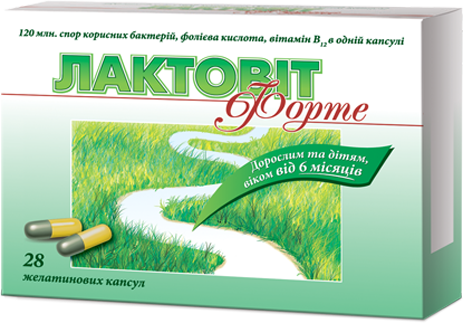 120 млн. спор корисних бактерій, фолієва кислота, вітамін В12 в одній капсулі
ЛАКТОВІТ
Форте
Дорослим та дітям,
віком від 6 місяців
28
желатинових капсул